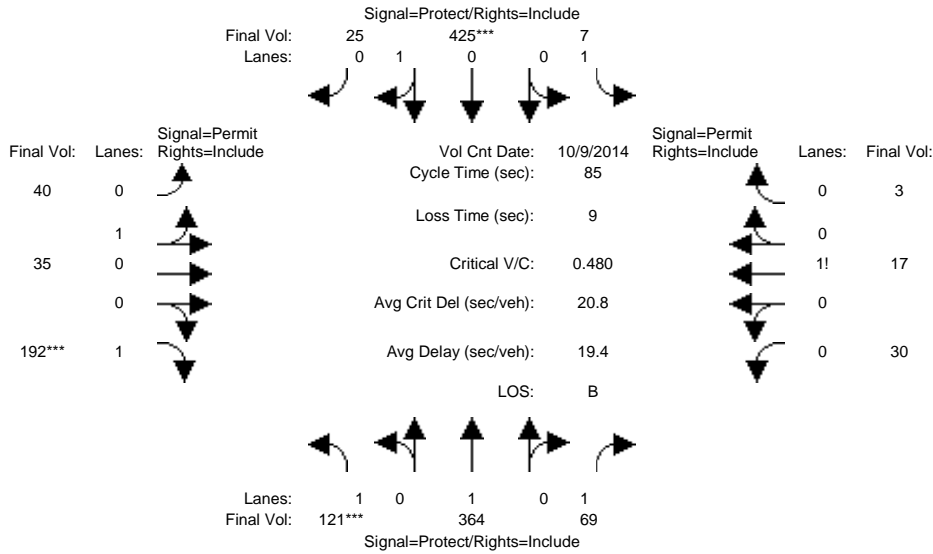 Signal=Protect/Rights=Include
Final Vol: 25 425*** 7
Lanes: 0 1 0 0 1
Signal=Permit
Final Vol: Lanes: Rights=Include
Vol Cnt Date: 10/9/2014
Signal=Permit
Rights=Include Lanes: Final Vol:
Cycle Time (sec): 85
40 0
0 3
Loss Time (sec): 9
1
0
35 0
Critical V/C: 0.480
1! 17
0
Avg Crit Del (sec/veh): 20.8
0
192*** 1
Avg Delay (sec/veh): 19.4
0 30
LOS: B
Lanes: 1 0 1 0 1
Final Vol: 121*** 364 69
Signal=Protect/Rights=Include